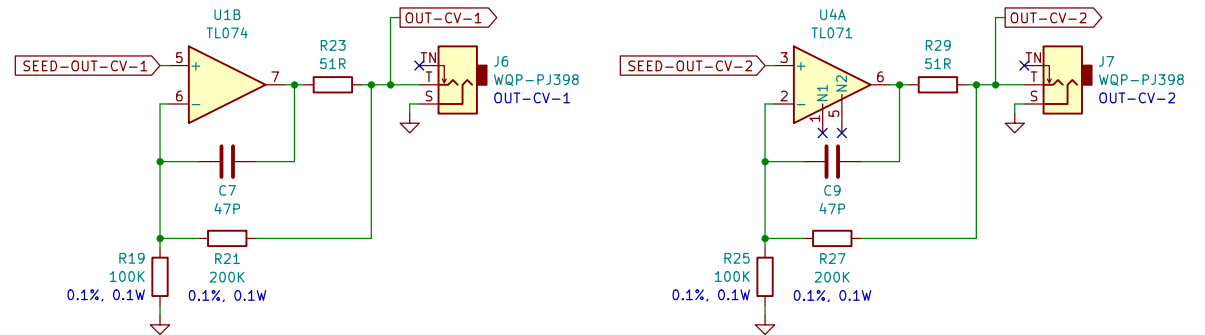 U1B
TL074
SEED-OUT-CV-1
5
+
6
−
7
R23
51R
OUT-CV-1
TN
T
S
J6
WQP-PJ398
OUT-CV-1
C7
47P
R19
100K
0.1%, 0.1W
R21
200K
0.1%, 0.1W
U4A
TL071
SEED-OUT-CV-2
3
+
2
−
6
N1
N2
1
5
R29
51R
OUT-CV-2
TN
T
S
J7
WQP-PJ398
OUT-CV-2
C9
47P
R25
100K
0.1%, 0.1W
R27
200K
0.1%, 0.1W